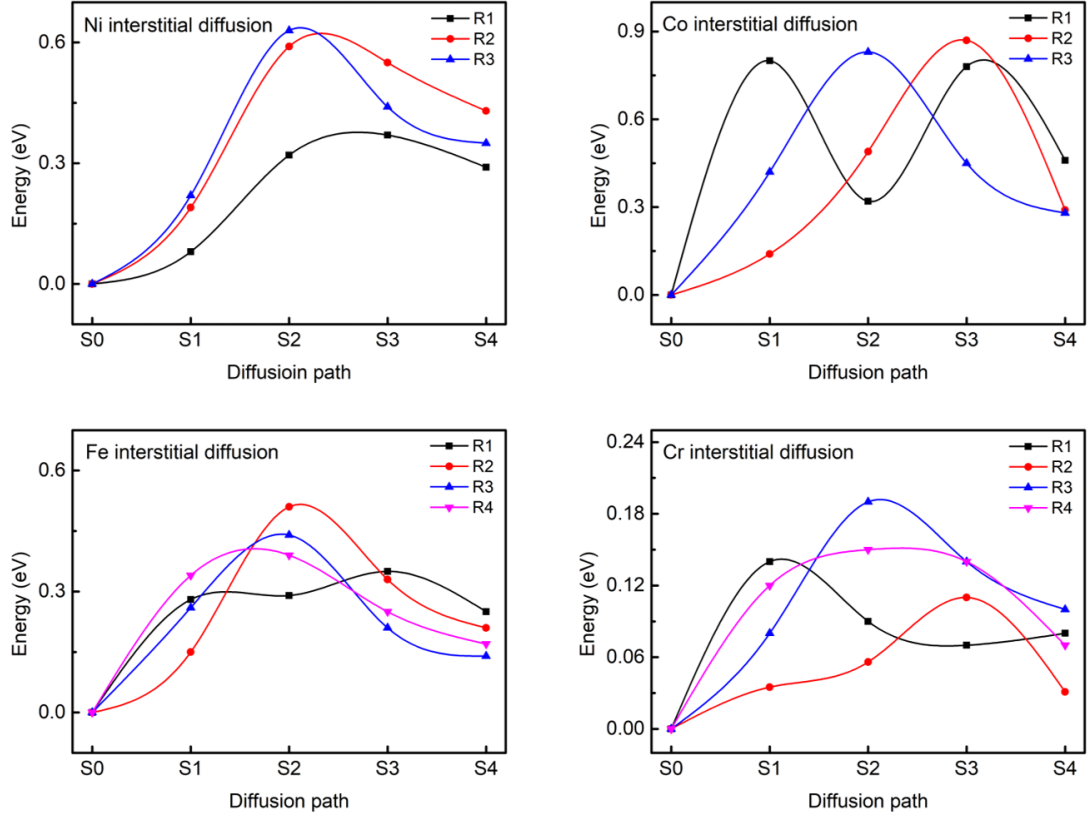 Ni interstitial diffusion
R1
R2
R3
0.6
0.3
0.0
Energy (eV)
S0 S1 S2 S3 S4
Diffusioin path
Co interstitial diffusion
R1
R2
R3
0.9
0.6
0.3
0.0
Energy (eV)
S0 S1 S2 S3 S4
Diffusion path
Fe interstitial diffusion
R1
R2
R3
R4
0.6
0.3
0.0
Energy (eV)
S0 S1 S2 S3 S4
Diffusion path
Cr interstitial diffusion
R1
R2
R3
R4
0.24
0.18
0.12
0.06
0.00
Energy (eV)
S0 S1 S2 S3 S4
Diffusion path